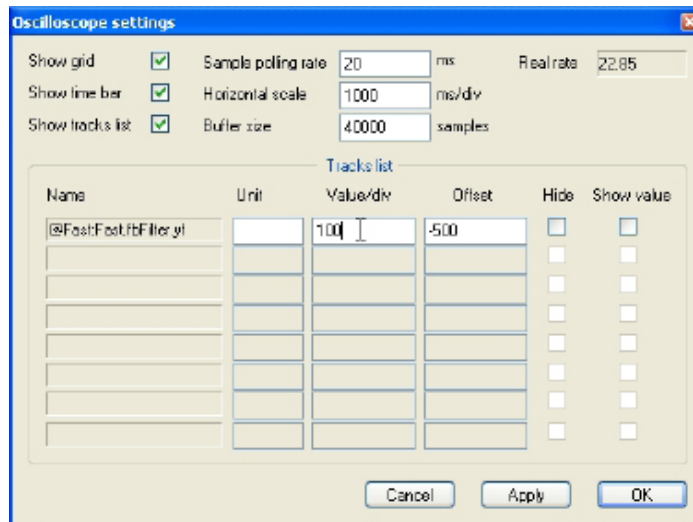 Oscilloscope settings
Show grid Sample polling rate 20 ms Real rate 22.85
Show time bar Horizontal scale 1000 ms/div
Show tracks list Buffer size 40000 samples
Tracks list
Name Unit Value/div Offset Hide Show value
@Fast:Fast.fbFilter.yf 100 -500
Cancel Apply OK